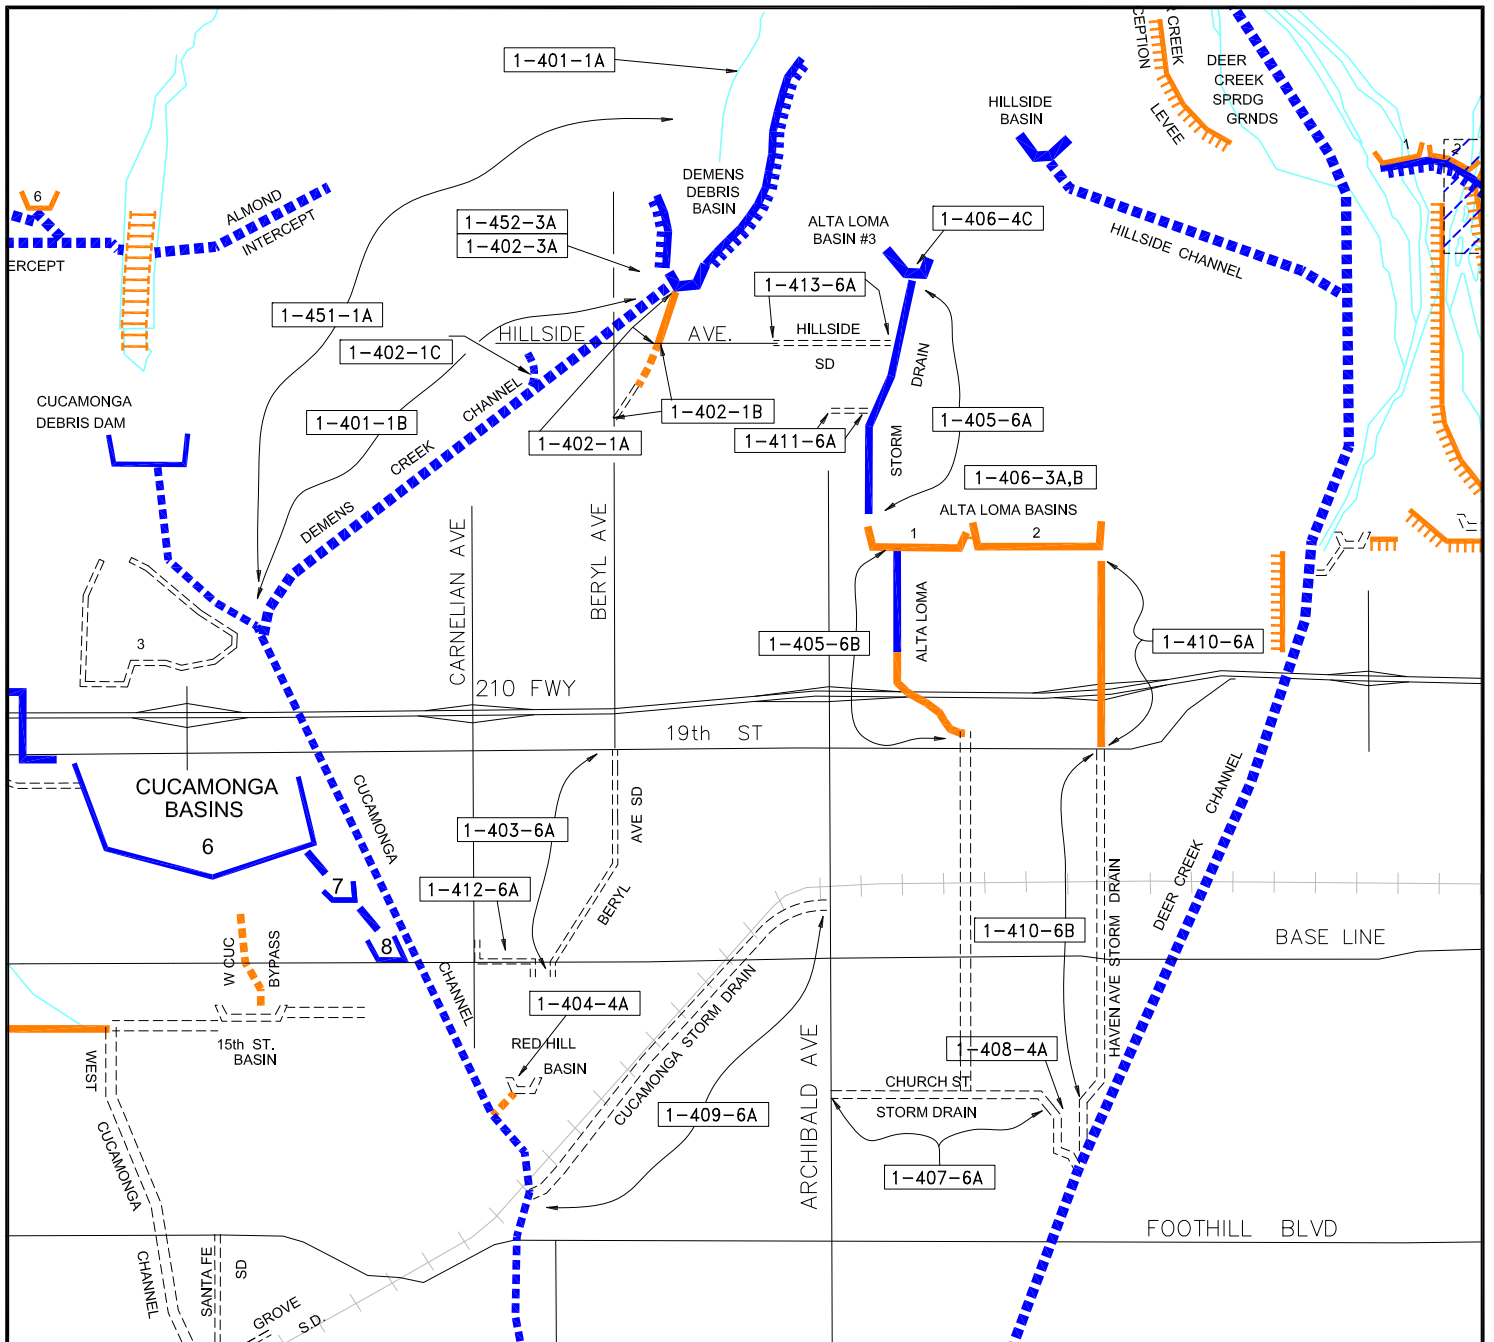 1-401-1A
CREEK
CEPTION
LEVEE
DEER
CREEK
SPRDG
GRNDS
HILLSIDE
BASIN
1
2
6
ALMOND
INTERCEPT
ERCEPT
DEMENS
DEBRIS
BASIN
1-452-3A
1-402-3A
ALTA LOMA
BASIN #3
1-406-4C
HILLSIDE CHANNEL
1-451-1A
1-413-6A
HILLSIDE AVE.
HILLSIDE
SD
1-402-1C
DRAIN
CUCAMONGA
DEBRIS DAM
1-401-1B
CHANNEL
1-402-1B
1-402-1A
1-411-6A
1-405-6A
CREEK
STORM
1-406-3A,B
DEMENS
ALTA LOMA BASINS
1
2
CARNELIAN AVE
BERYL AVE
3
1-405-6B
ALTA LOMA
1-410-6A
210 FWY
19th ST
CUCAMONGA
BASINS
6
CUCAMONGA
CHANNEL
7
8
1-403-6A
AVE SD
1-412-6A
BERYL
DEER CREEK
CHANNEL
HAVEN AVE STORM DRAIN
1-410-6B
BASE LINE
W CUC
BYPASS
1-404-4A
15th ST.
BASIN
RED HILL
BASIN
CUCAMONGA STORM DRAIN
ARCHIBALD AVE
1-408-4A
CHURCH ST
STORM DRAIN
1-409-6A
1-407-6A
WEST
CUCAMONGA
CHANNEL
FOOTHILL BLVD
SANTA FE
SD
GROVE
S.D.